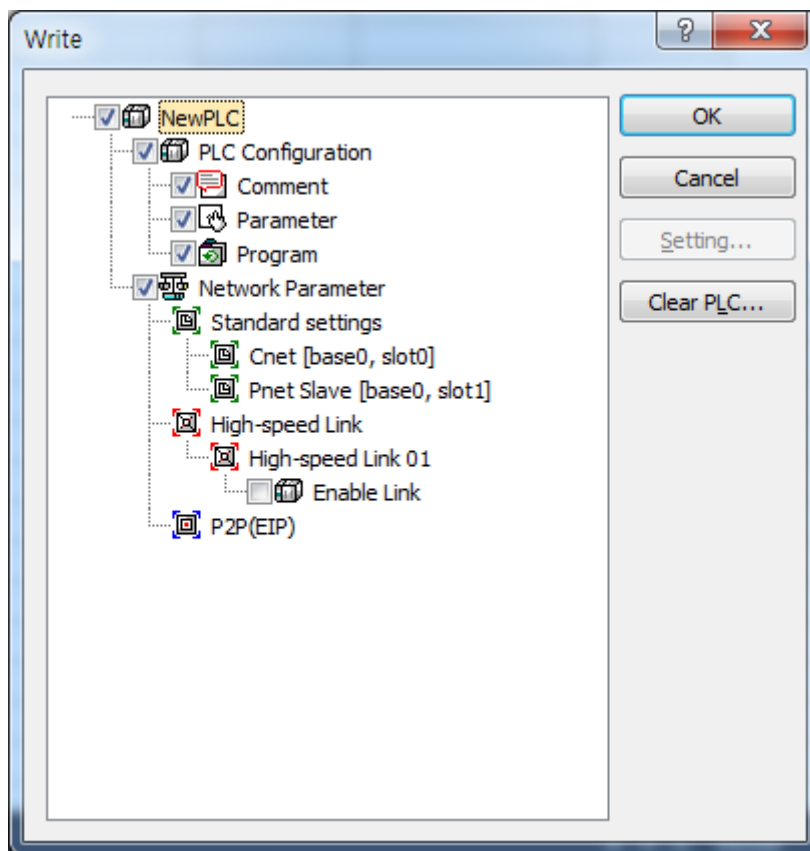 Write
NewPLC
PLC Configuration
Comment
Parameter
Program
Network Parameter
Standard settings
Cnet [base0, slot0]
Pnet Slave [base0, slot1]
High-speed Link
High-speed Link 01
Enable Link
P2P(EIP)
OK
Cancel
Setting...
Clear PLC...